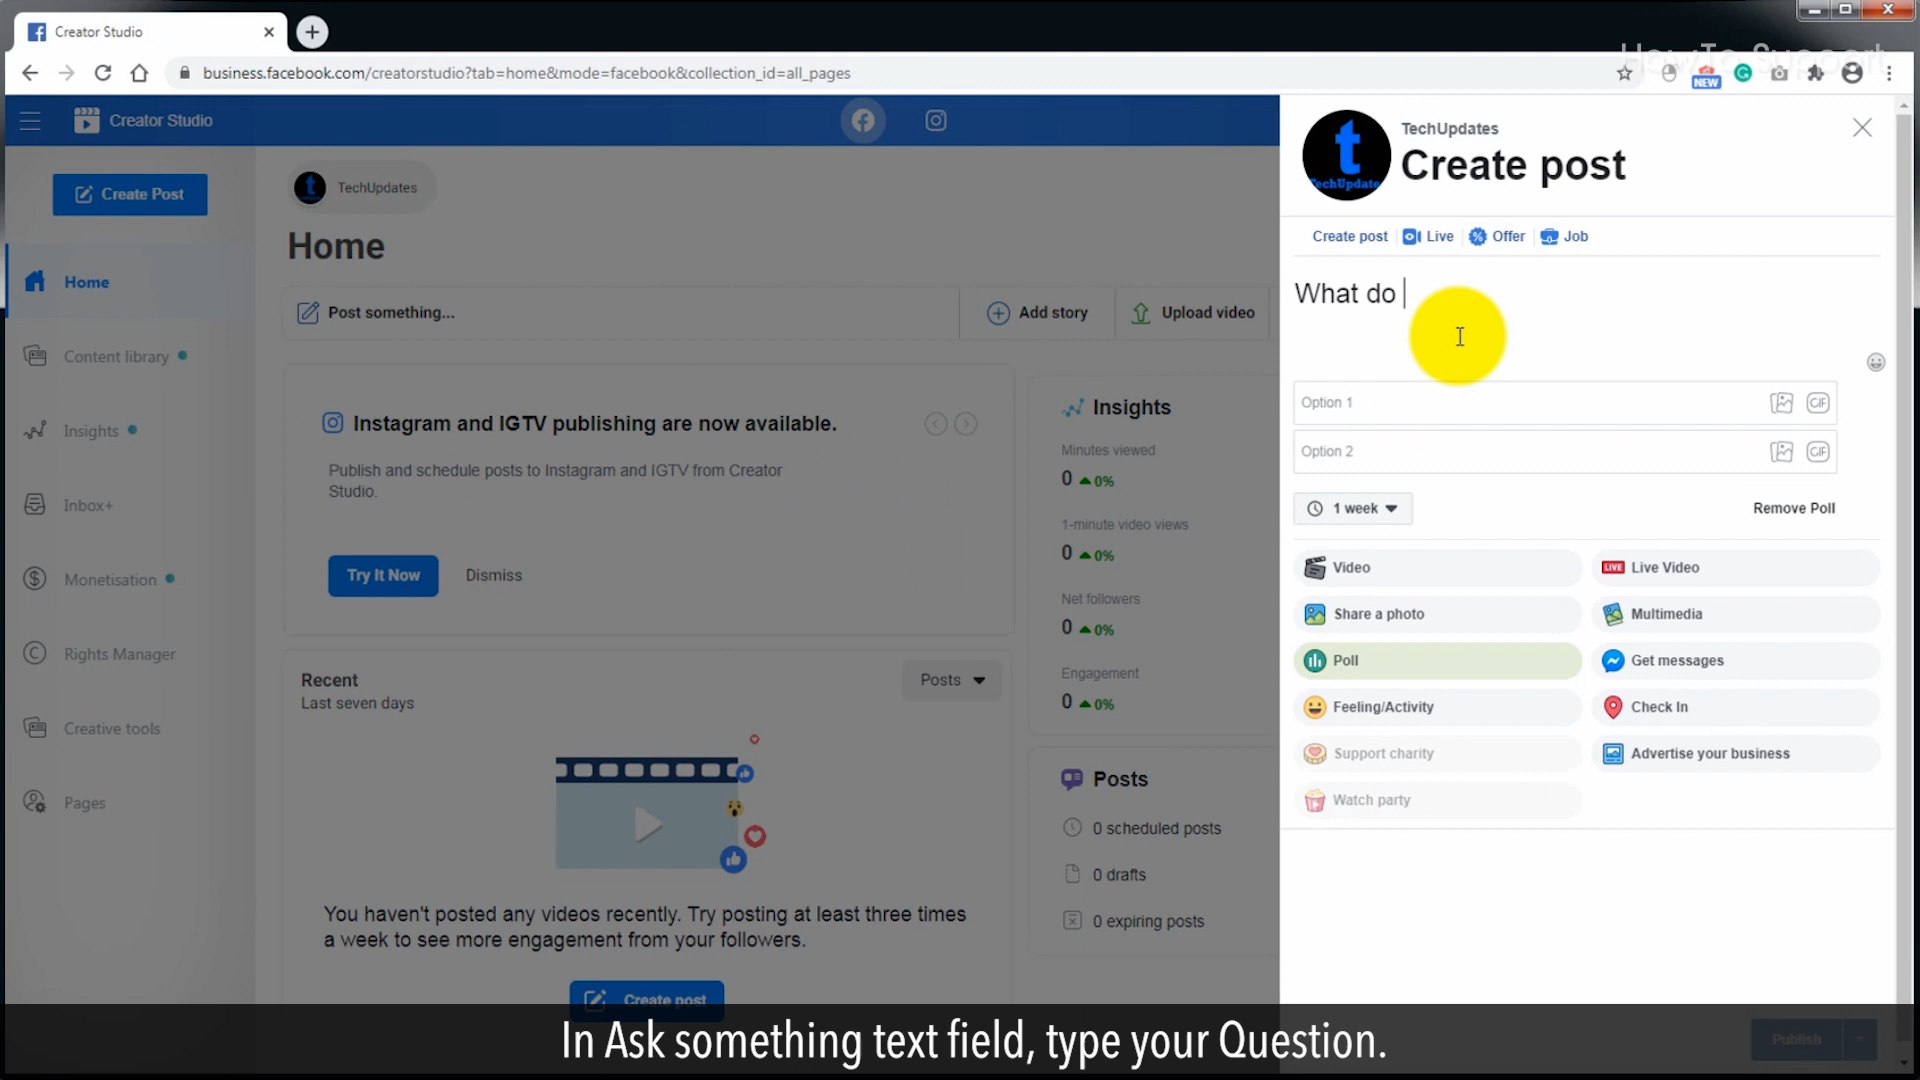 Creator Studio
HowTo Support
business.facebook.com/creatorstudio?tab=home&mode=facebook&collection_id=all_pages
NEW
Creator Studio
Create Post
Home
Content library
Insights
Inbox+
Monetisation
Rights Manager
Creative tools
Pages
TechUpdates
Home
Post something...
Add story
Upload video
Instagram and IGTV publishing are now available.
Publish and schedule posts to Instagram and IGTV from Creator
Studio.
Try It Now
Dismiss
Recent
Last seven days
Posts
You haven't posted any videos recently. Try posting at least three times
a week to see more engagement from your followers.
Create post
Insights
Minutes viewed
0 0%
1-minute video views
0 0%
Net followers
0 0%
Engagement
0 0%
Posts
0 scheduled posts
0 drafts
0 expiring posts
t
TechUpdate
TechUpdates
Create post
Create post
Live
Offer
Job
What do
Option 1
GIF
Option 2
GIF
1 week
Remove Poll
Video
LIVE Live Video
Share a photo
Multimedia
Poll
Get messages
Feeling/Activity
Check In
Support charity
Advertise your business
Watch party
Publish
In Ask something text field, type your Question.